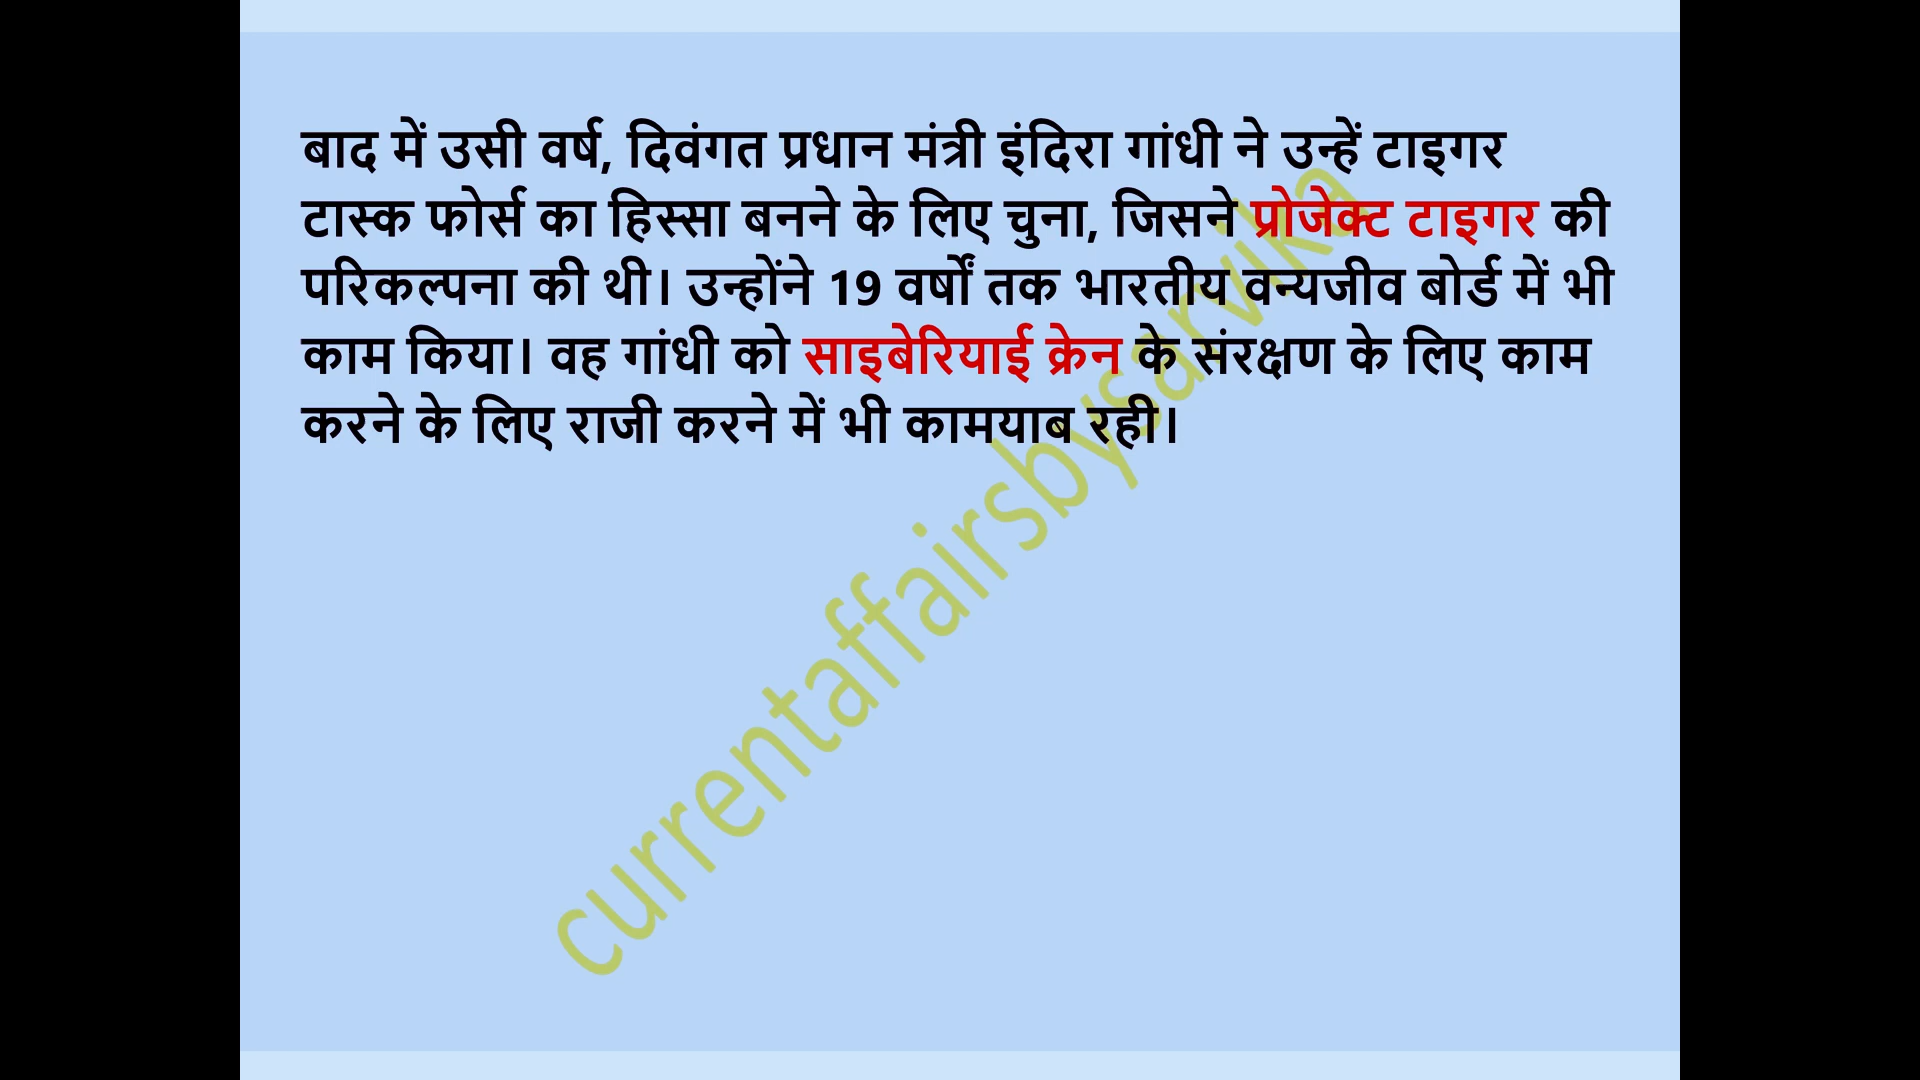 बाद में उसी वर्ष, दिवंगत प्रधान मंत्री इंदिरा गांधी ने उन्हें टाइगर
टास्क फोर्स का हिस्सा बनने के लिए चुना, जिसने प्रोजेक्ट टाइगर की
परिकल्पना की थी। उन्होंने 19 वर्षों तक भारतीय वन्यजीव बोर्ड में भी
काम किया। वह गांधी को साइबेरियाई क्रेन के संरक्षण के लिए काम
करने के लिए राजी करने में भी कामयाब रही।
currentaffairsbysarvika